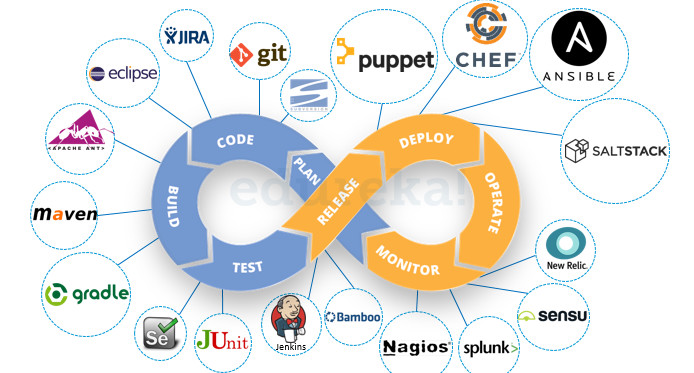 JIRA
git
puppet
CHEF
ANSIBLE
eclipse
SUBVERSION
APACHE ANT>
SALTSTACK
maven
gradle
CODE
PLAN
BUILD
TEST
RELEASE
DEPLOY
OPERATE
MONITOR
edureka!
New Relic.
sensu
Se
JUnit
Jenkins
Bamboo
Nagios®
splunk>